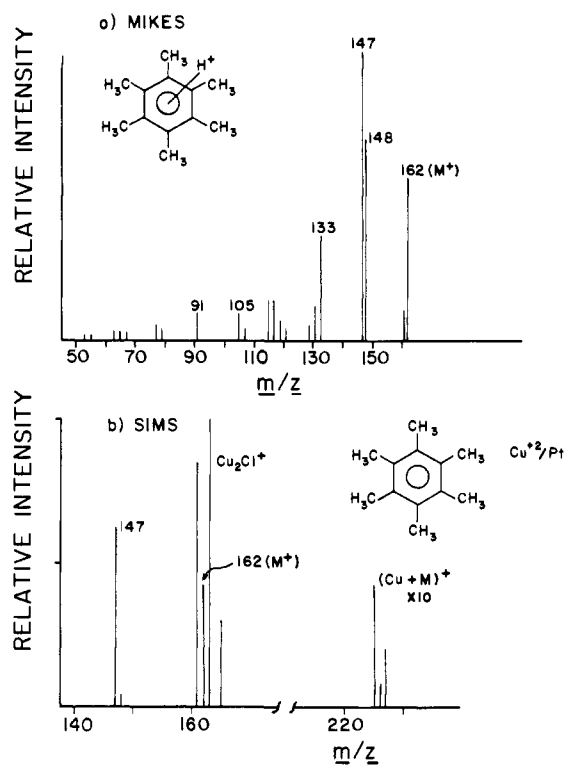 a) MIKES
RELATIVE INTENSITY
CH₃
H⁺
H₃C
CH₃
H₃C
CH₃
CH₃
147
148
162 (M⁺)
133
91
105
50
70
90
110
130
150
m/z
b) SIMS
RELATIVE INTENSITY
147
Cu₂Cl⁺
162 (M⁺)
CH₃
H₃C
CH₃
H₃C
CH₃
CH₃
Cu⁺²/Pt
(Cu + M)⁺
X10
140
160
220
m/z